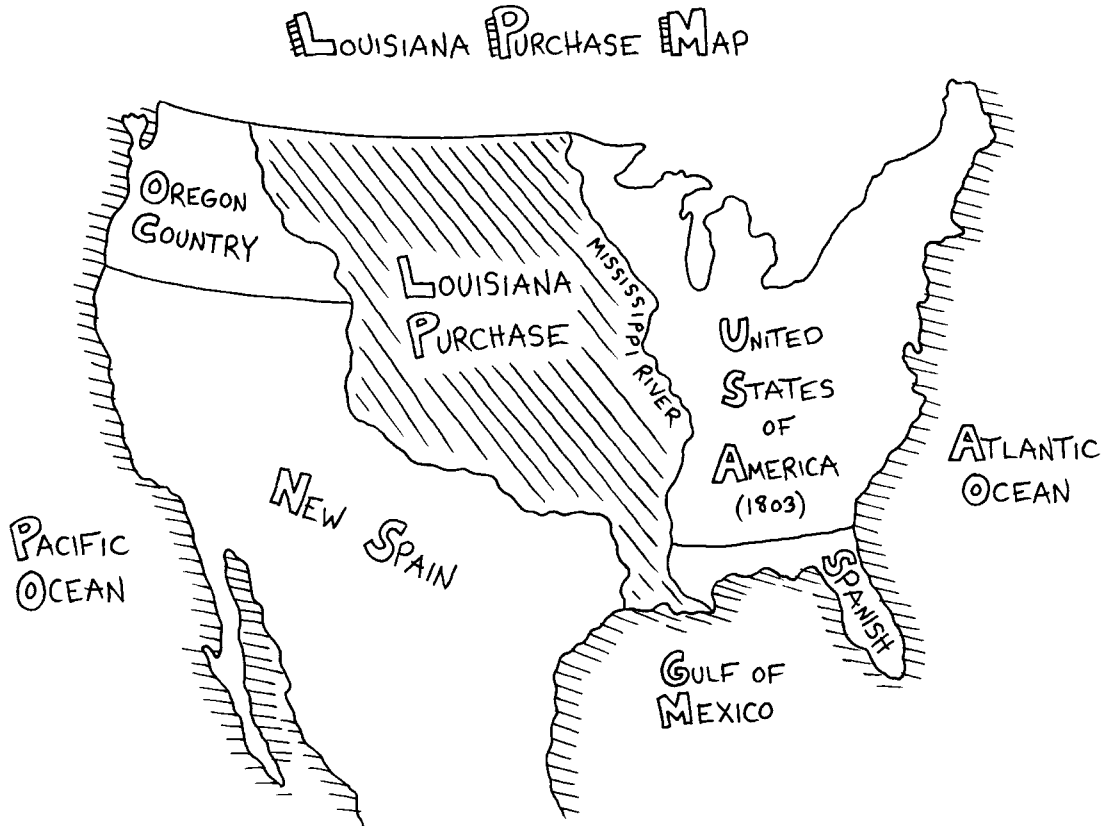 LOUISIANA PURCHASE MAP
OREGON
COUNTRY
LOUISIANA
PURCHASE
MISSISSIPPI RIVER
UNITED
STATES
OF
AMERICA
(1803)
ATLANTIC
OCEAN
NEW SPAIN
PACIFIC
OCEAN
SPANISH
GULF OF
MEXICO